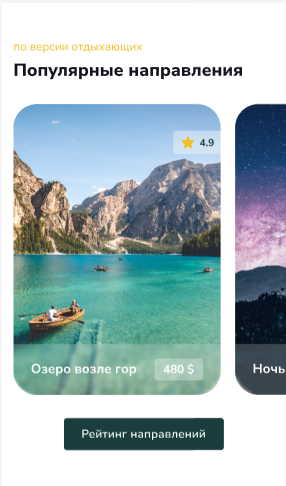 по версии отдыхающих
Популярные направления
4.9
Озеро возле гор
480 $
Ночь
Рейтинг направлений